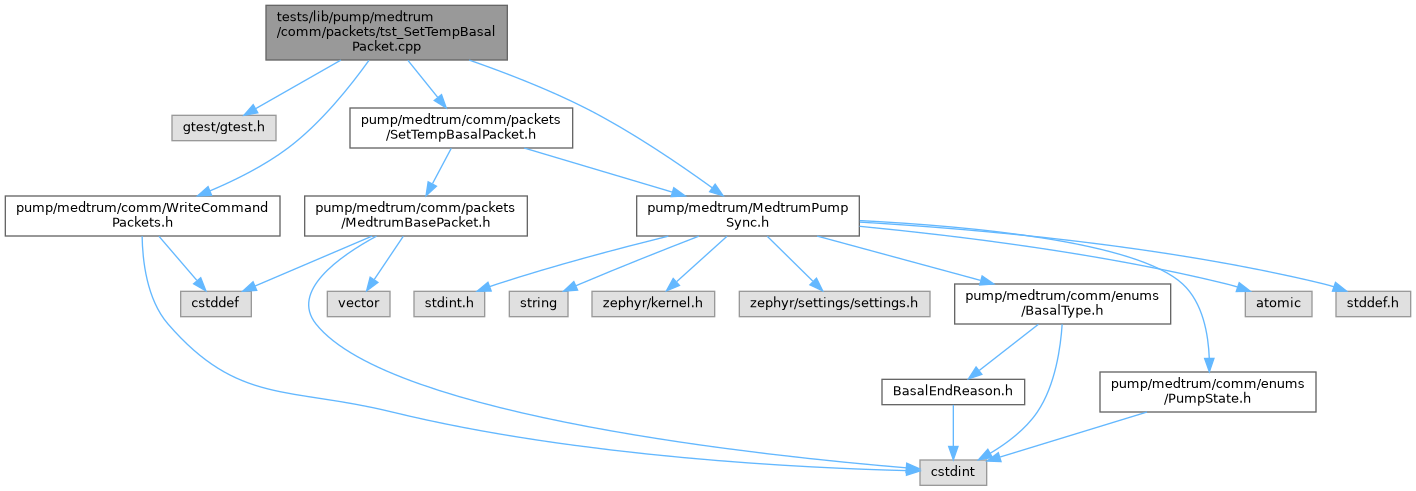 tests/lib/pump/medtrum
/comm/packets/tst_SetTempBasal
Packet.cpp
gtest/gtest.h
pump/medtrum/comm/packets
/SetTempBasalPacket.h
pump/medtrum/comm/WriteCommand
Packets.h
pump/medtrum/comm/packets
/MedtrumBasePacket.h
pump/medtrum/MedtrumPump
Sync.h
cstddef
vector
stdint.h
string
zephyr/kernel.h
zephyr/settings/settings.h
pump/medtrum/comm/enums
/BasalType.h
atomic
stddef.h
BasalEndReason.h
pump/medtrum/comm/enums
/PumpState.h
cstdint